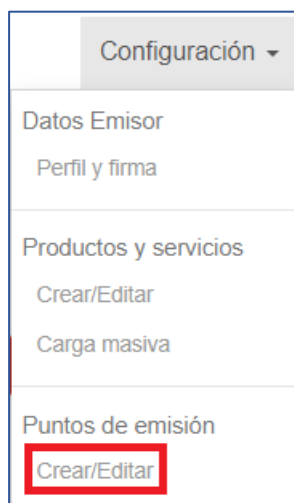 Configuración
Datos Emisor
Perfil y firma
Productos y servicios
Crear/Editar
Carga masiva
Puntos de emisión
Crear/Editar